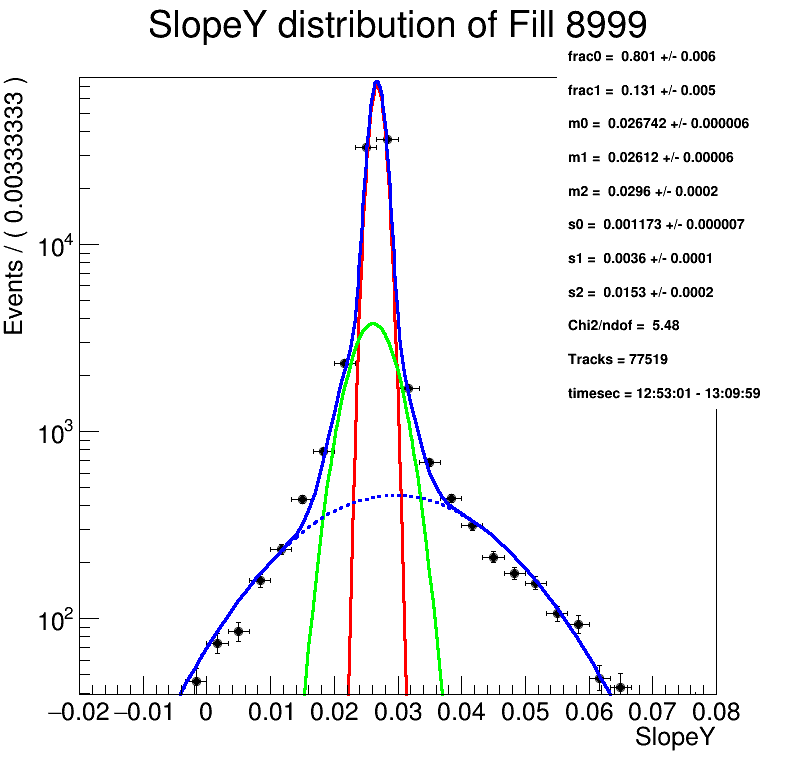 SlopeY distribution of Fill 8999
frac0 = 0.801 +/- 0.006
frac1 = 0.131 +/- 0.005
m0 = 0.026742 +/- 0.000006
m1 = 0.02612 +/- 0.00006
m2 = 0.0296 +/- 0.0002
s0 = 0.001173 +/- 0.000007
s1 = 0.0036 +/- 0.0001
s2 = 0.0153 +/- 0.0002
Chi2/ndof = 5.48
Tracks = 77519
timesec = 12:53:01 - 13:09:59
Events / ( 0.00333333 )
10^4
10^3
10^2
−0.02 −0.01 0 0.01 0.02 0.03 0.04 0.05 0.06 0.07 0.08
SlopeY